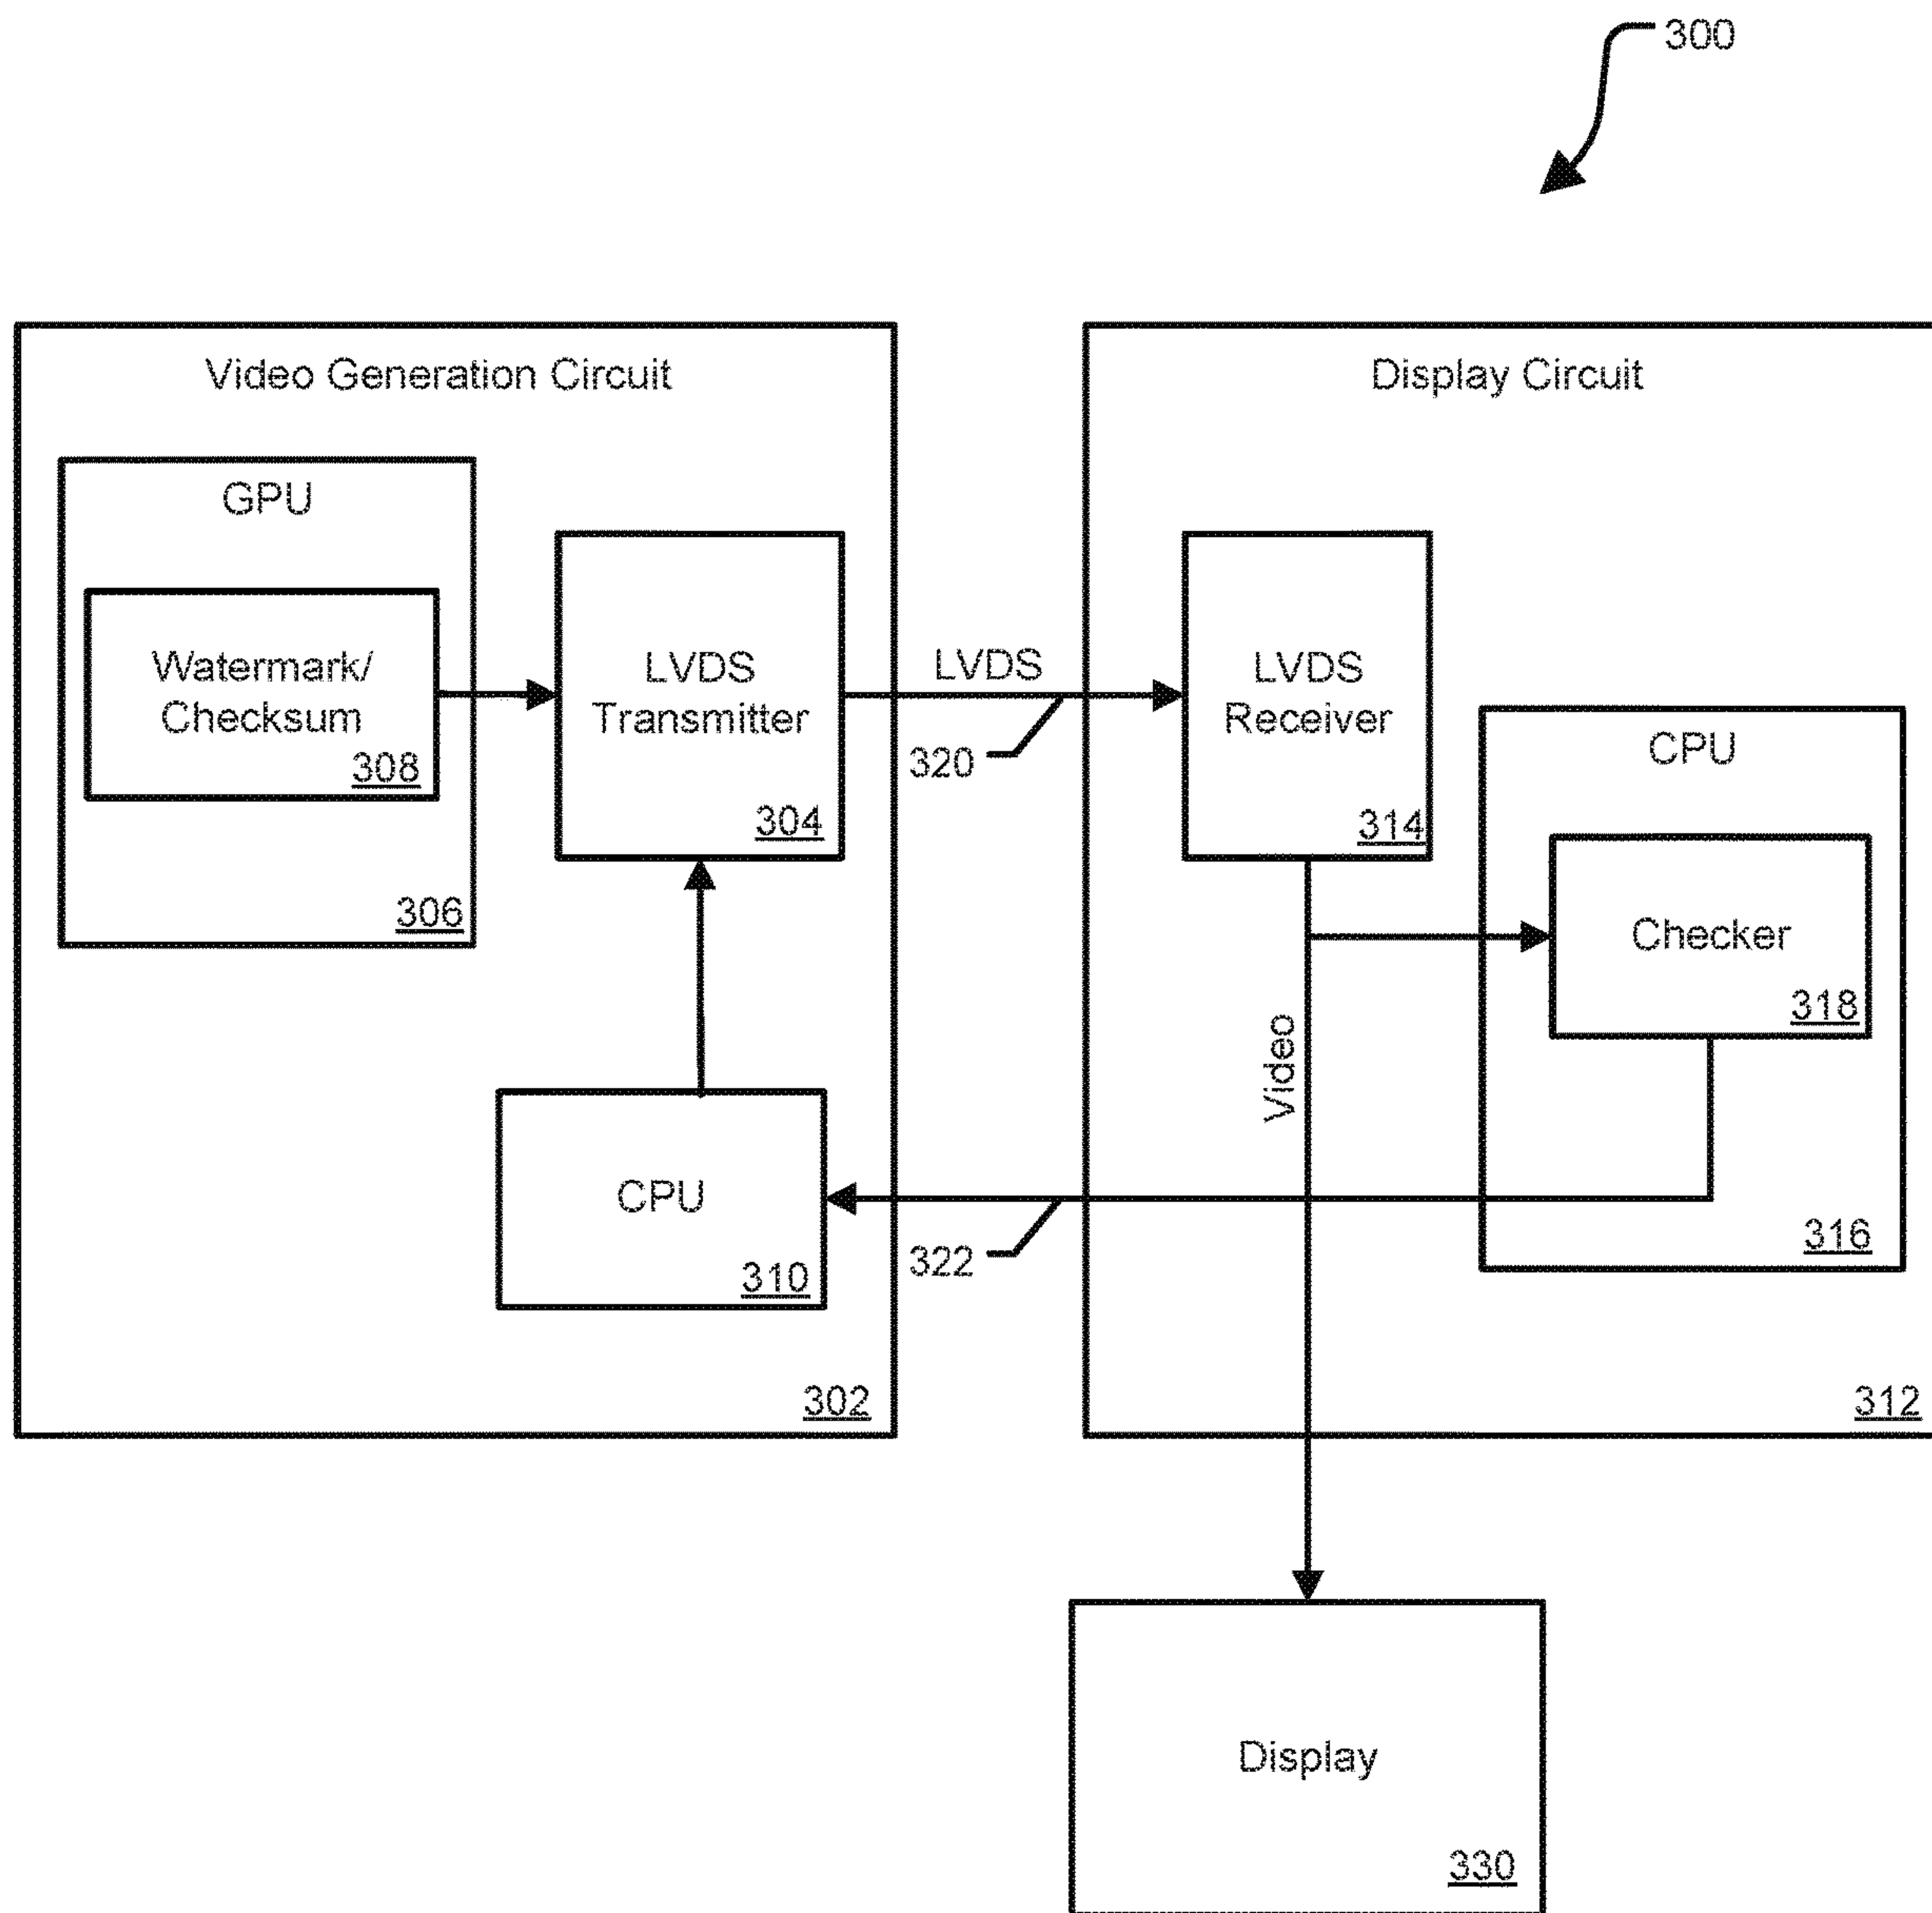 300
Video Generation Circuit
GPU
Watermark/
Checksum
308
306
LVDS
Transmitter
304
CPU
310
302
LVDS
320
322
Display Circuit
LVDS
Receiver
314
CPU
Checker
318
316
Video
312
Display
330